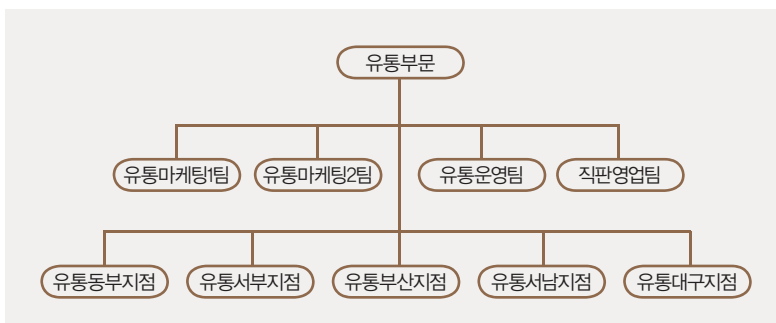 유통부문
유통마케팅1팀 유통마케팅2팀 유통운영팀 직판영업팀
유통동부지점 유통서부지점 유통부산지점 유통서남지점 유통대구지점